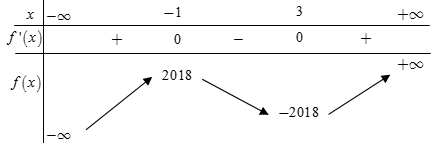 x −∞ −1 3 +∞
f'(x) + 0 − 0 +
+∞
2018
f(x)
−2018
−∞